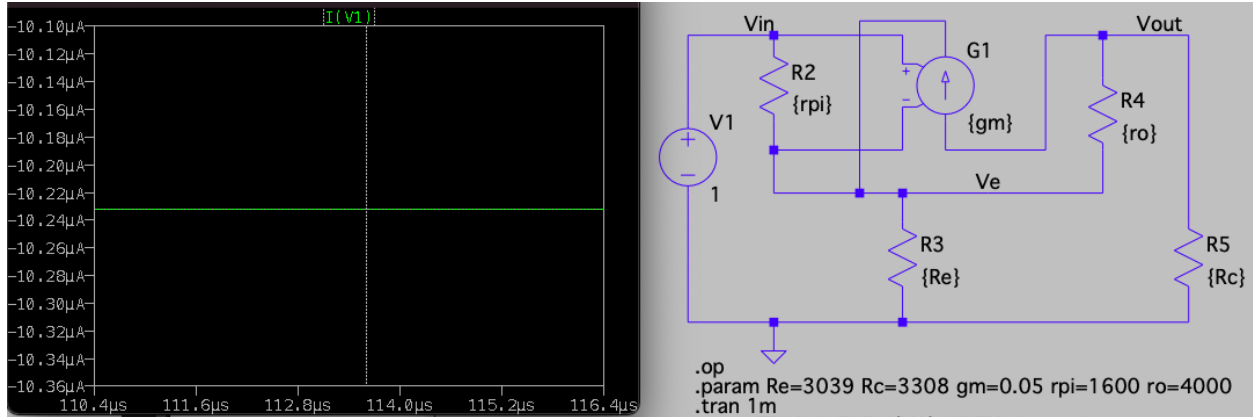 I(V1)
-10.10µA
-10.12µA
-10.14µA
-10.16µA
-10.18µA
-10.20µA
-10.22µA
-10.24µA
-10.26µA
-10.28µA
-10.30µA
-10.32µA
-10.34µA
-10.36µA
110.4µs 111.6µs 112.8µs 114.0µs 115.2µs 116.4µs
Vin
Vout
G1
R2
{rpi}
+
−
{gm}
R4
{ro}
V1
+
−
1
Ve
R3
{Re}
R5
{Rc}
.op
.param Re=3039 Rc=3308 gm=0.05 rpi=1600 ro=4000
.tran 1m